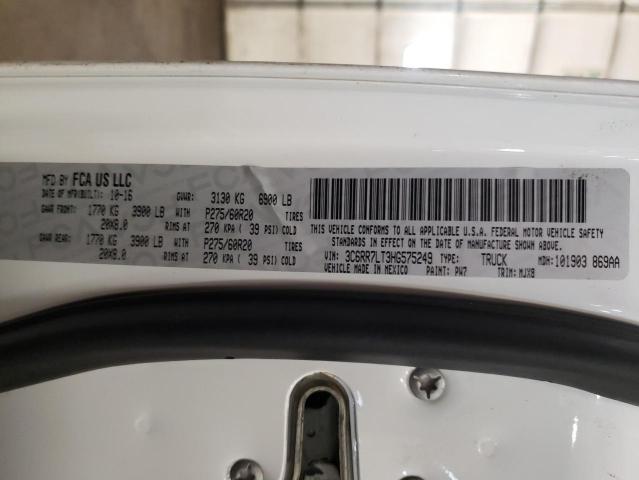 MFD BY FCA US LLC
DATE OF MFR(BUILT): 10-16 GVWR: 3130 KG 6900 LB
GAWR FRONT: 1770 KG 3900 LB WITH P275/60R20 TIRES
20X8.0 RIMS AT 270 KPA ( 39 PSI) COLD
GAWR REAR: 1770 KG 3900 LB WITH P275/60R20 TIRES
20X8.0 RIMS AT 270 KPA ( 39 PSI) COLD
THIS VEHICLE CONFORMS TO ALL APPLICABLE U.S.A. FEDERAL MOTOR VEHICLE SAFETY
STANDARDS IN EFFECT ON THE DATE OF MANUFACTURE SHOWN ABOVE.
VIN: 3C6RR7LT3HG575249 TYPE: TRUCK MDH:101903 869AA
VEHICLE MADE IN MEXICO PAINT: PW7 TRIM: MJX8